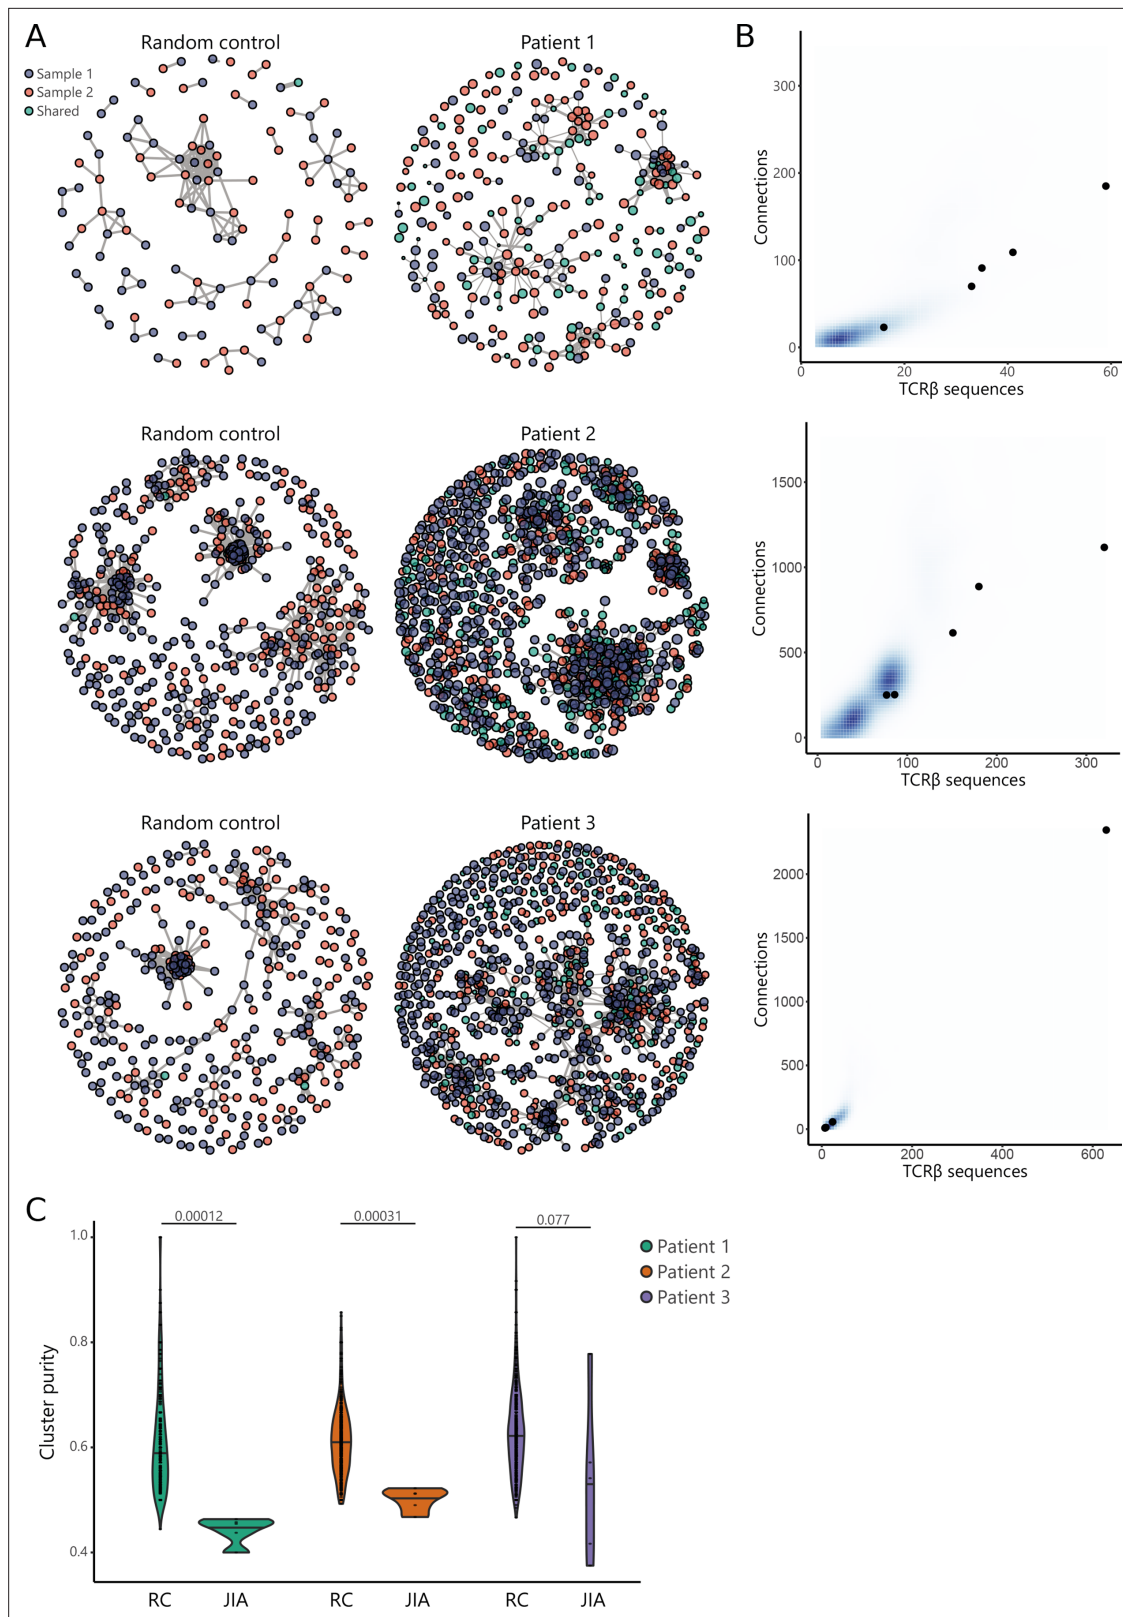 A
Random control
Patient 1
Sample 1
Sample 2
Shared
B
300
200
100
0
Connections
0
20
40
60
TCRβ sequences
Random control
Patient 2
1500
1000
500
0
Connections
0
100
200
300
TCRβ sequences
Random control
Patient 3
2000
1500
1000
500
0
Connections
0
200
400
600
TCRβ sequences
C
0.00012
0.00031
0.077
1.0
0.8
0.6
0.4
Cluster purity
Patient 1
Patient 2
Patient 3
RC
JIA
RC
JIA
RC
JIA